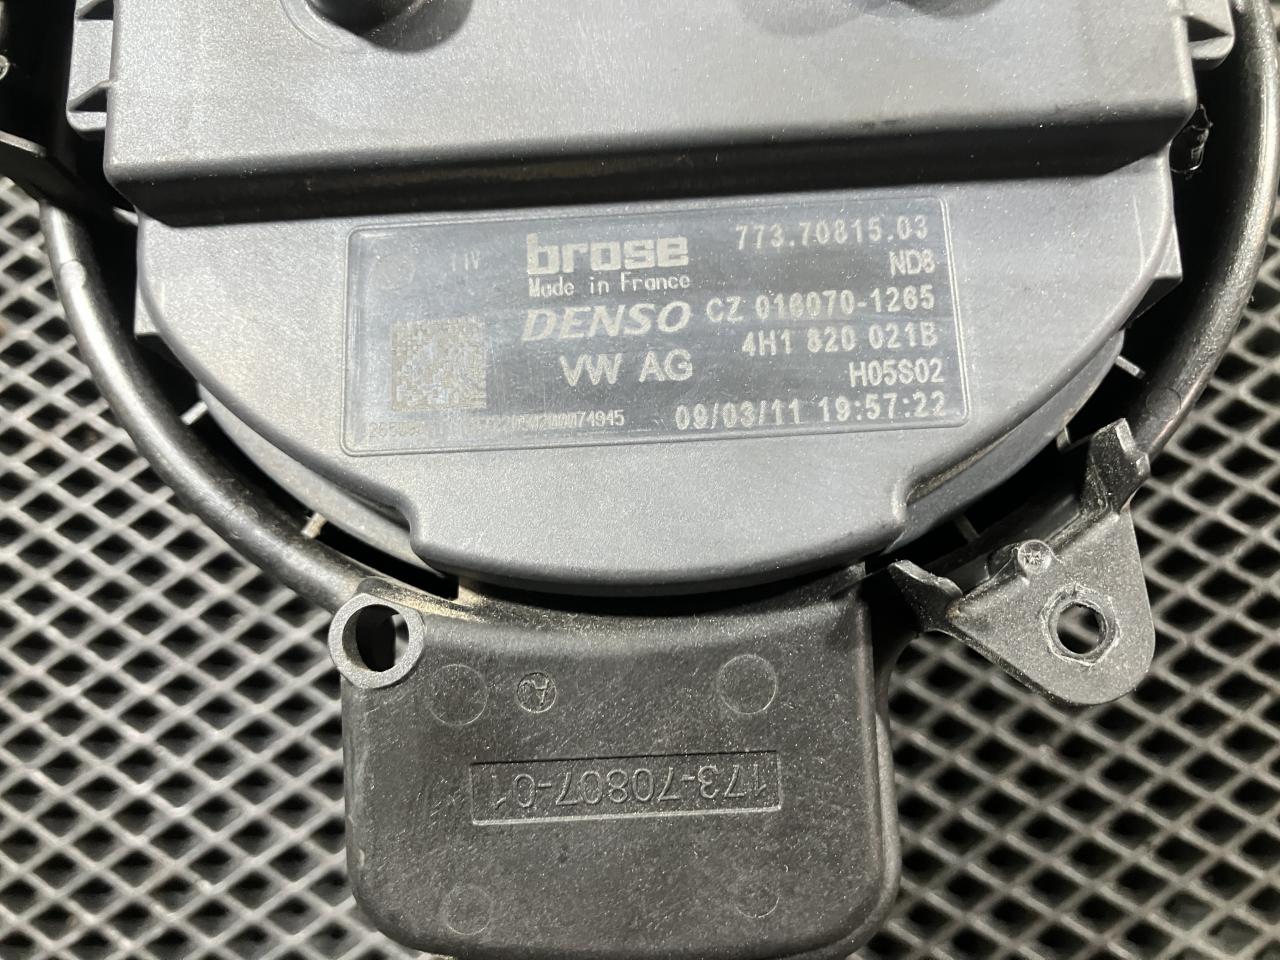 brose 773.70815.03
Made in France ND8
DENSO CZ 016070-1265
VW AG 4H1 820 021B
H05S02
09/03/11 19:57:22
173-70807-01